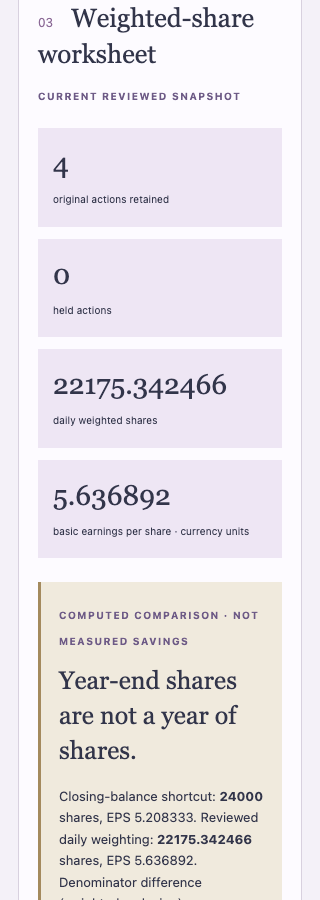 03 Weighted-share
worksheet
CURRENT REVIEWED SNAPSHOT
4
original actions retained
0
held actions
22175.342466
daily weighted shares
5.636892
basic earnings per share · currency units
COMPUTED COMPARISON · NOT
MEASURED SAVINGS
Year-end shares
are not a year of
shares.
Closing-balance shortcut: 24000
shares, EPS 5.208333. Reviewed
daily weighting: 22175.342466
shares, EPS 5.636892.
Denominator difference